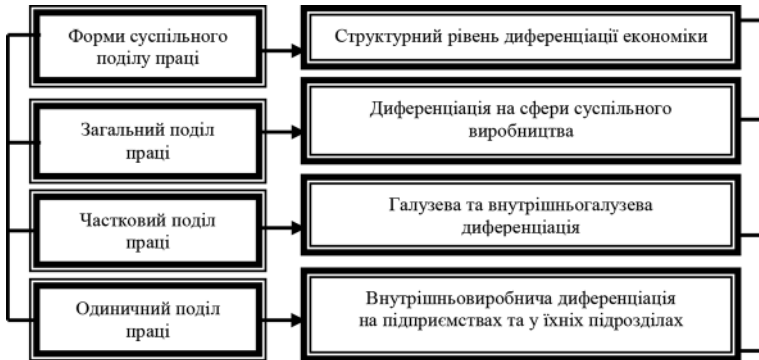 Форми суспільного
поділу праці
Структурний рівень диференціації економіки
Загальний поділ
праці
Диференціація на сфери суспільного
виробництва
Частковий поділ
праці
Галузева та внутрішньогалузева
диференціація
Одиничний поділ
праці
Внутрішньовиробнича диференціація
на підприємствах та у їхніх підрозділах